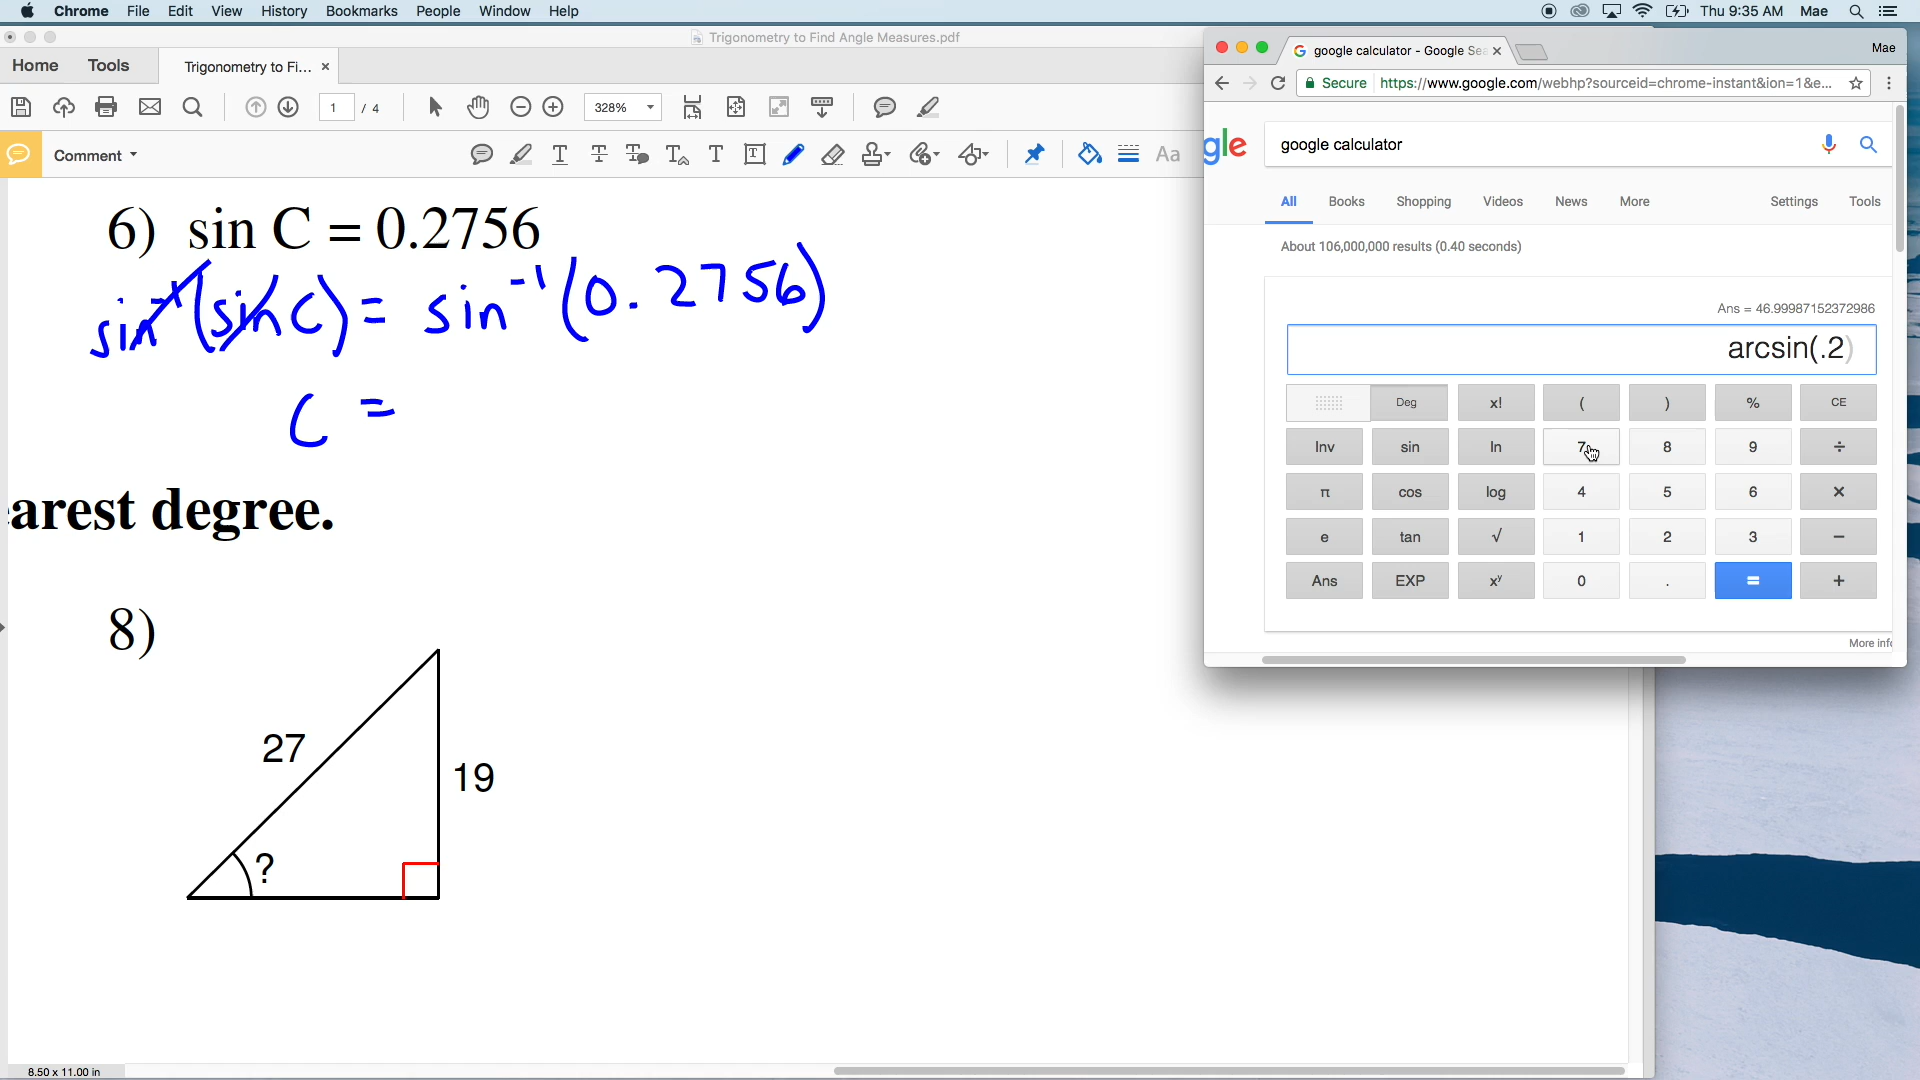 Chrome File Edit View History Bookmarks People Window Help Thu 9:35 AM Mae
Trigonometry to Find Angle Measures.pdf
Home Tools Trigonometry to Fi... ×
1 / 4 328%
Comment
T T T T T Aa
6) sin C = 0.2756
sin⁻¹(sin C) = sin⁻¹(0.2756)
C =
arest degree.
8)
27
19
?
8.50 x 11.00 in
google calculator - Google Sea × Mae
Secure https://www.google.com/webhp?sourceid=chrome-instant&ion=1&e...
gle google calculator
All Books Shopping Videos News More Settings Tools
About 106,000,000 results (0.40 seconds)
Ans = 46.99987152372986
arcsin(.2)
Deg x! ( ) % CE
Inv sin ln 7 8 9 ÷
π cos log 4 5 6 ×
e tan √ 1 2 3 −
Ans EXP xʸ 0 . = +
More info